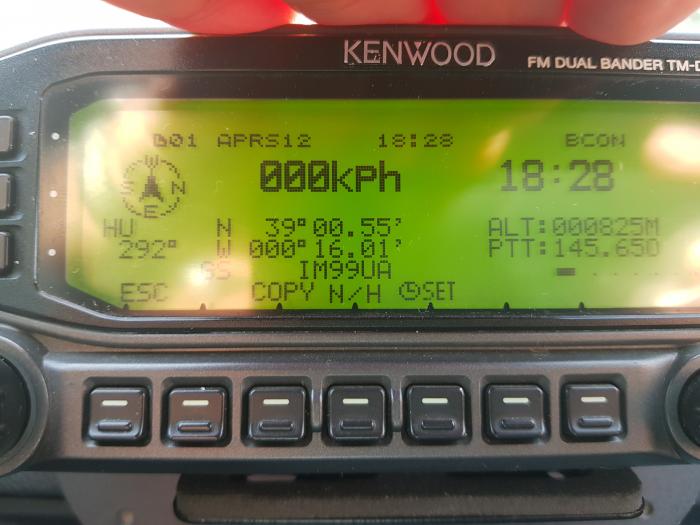 KENWOOD FM DUAL BANDER TM-D
001 APRS12 18:28 BCON
000kph 18:28
W
S N
E
HU N 39°00.55' ALT:000825M
292° W 000°16.01' PTT:145.650
GS IM99UA
ESC COPY N/H SET